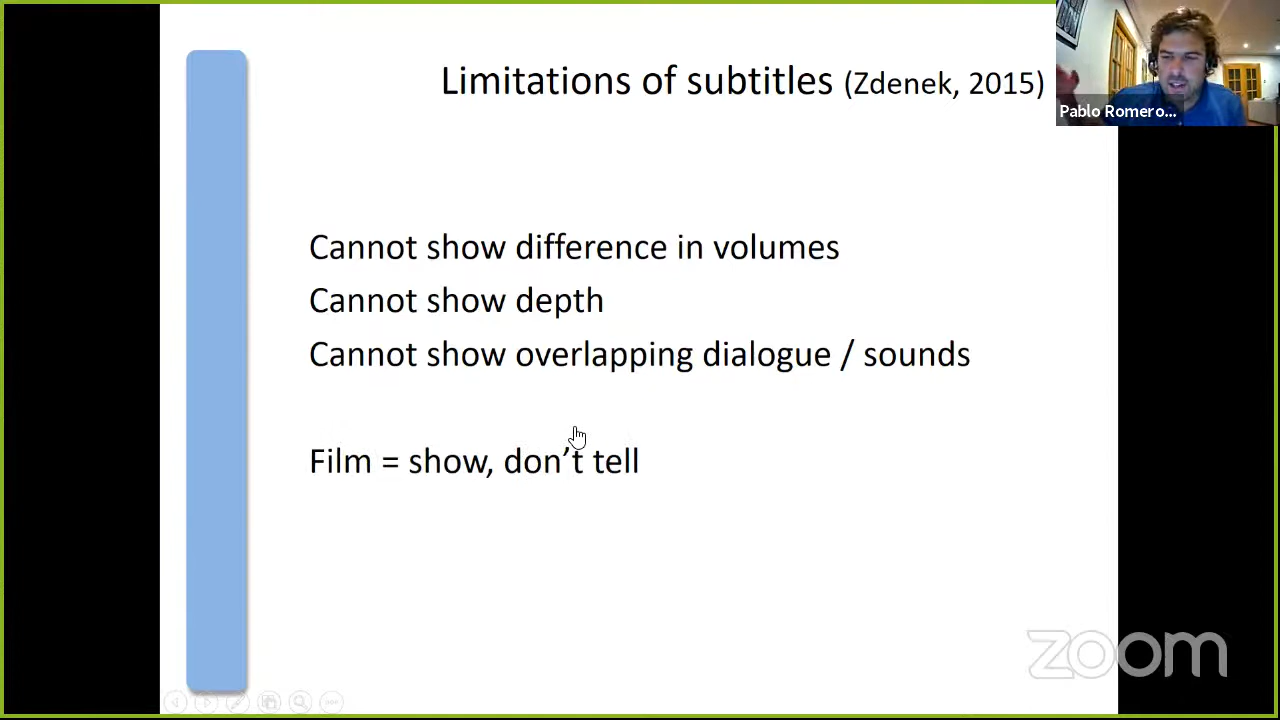 Limitations of subtitles (Zdenek, 2015)
Pablo Romero...
Cannot show difference in volumes
Cannot show depth
Cannot show overlapping dialogue / sounds
Film = show, don’t tell
zoom